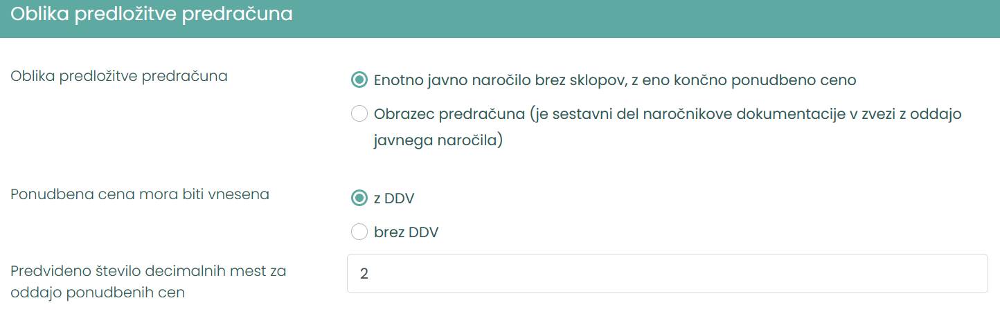 Oblika predložitve predračuna
Oblika predložitve predračuna
Enotno javno naročilo brez sklopov, z eno končno ponudbeno ceno
Obrazec predračuna (je sestavni del naročnikove dokumentacije v zvezi z oddajo
javnega naročila)
Ponudbena cena mora biti vnesena
z DDV
brez DDV
Predvideno število decimalnih mest za
oddajo ponudbenih cen
2